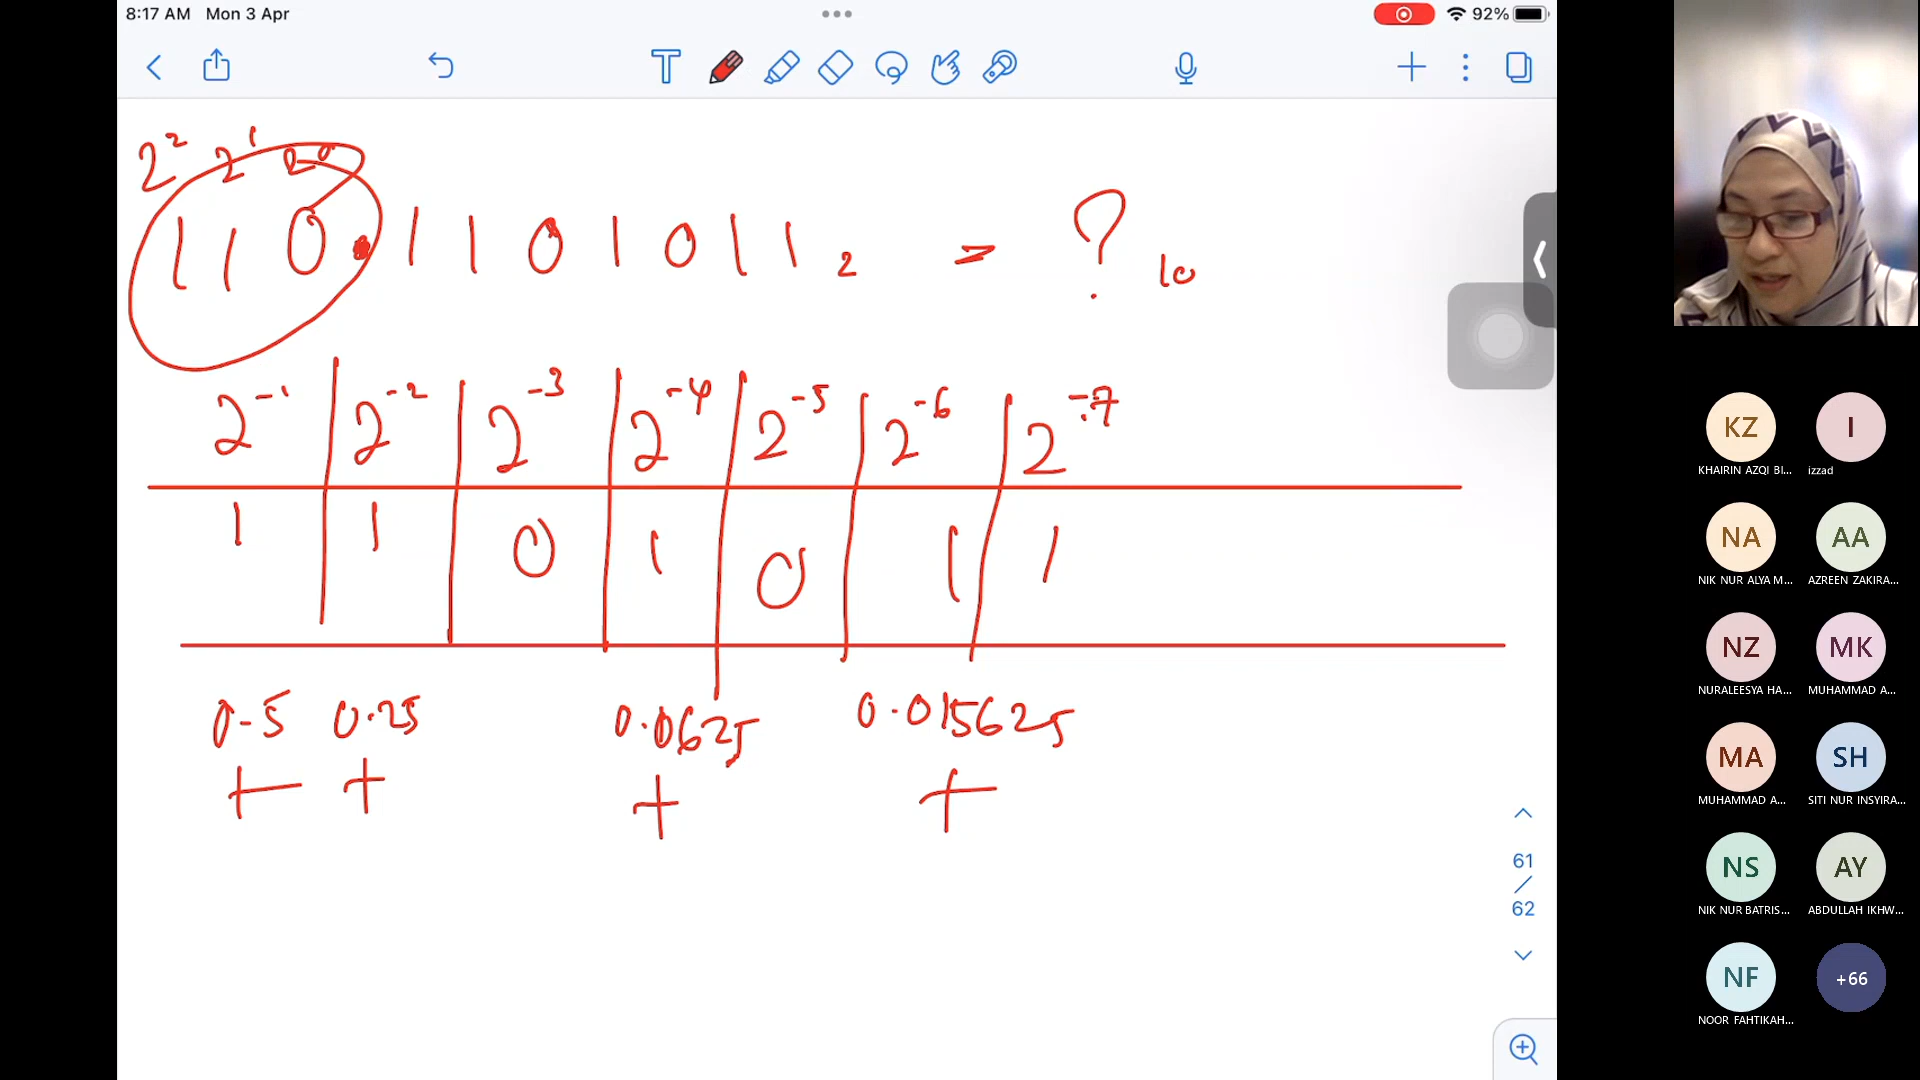 8:17 AM Mon 3 Apr
92%
2² 2¹ 2⁰
110.1101011₂ = ?₁₀
2⁻¹ 2⁻² 2⁻³ 2⁻⁴ 2⁻⁵ 2⁻⁶ 2⁻⁷
1 1 0 1 0 1 1
0.5 0.25 0.0625 0.015625
+ + + +
61
/
62
KZ I
KHAIRIN AZQI BI... izzad
NA AA
NIK NUR ALYA M... AZREEN ZAKIRA...
NZ MK
NURALEESYA HA... MUHAMMAD A...
MA SH
MUHAMMAD A... SITI NUR INSYIRA...
NS AY
NIK NUR BATRIS... ABDULLAH IKHW...
NF +66
NOOR FAHTIKAH...